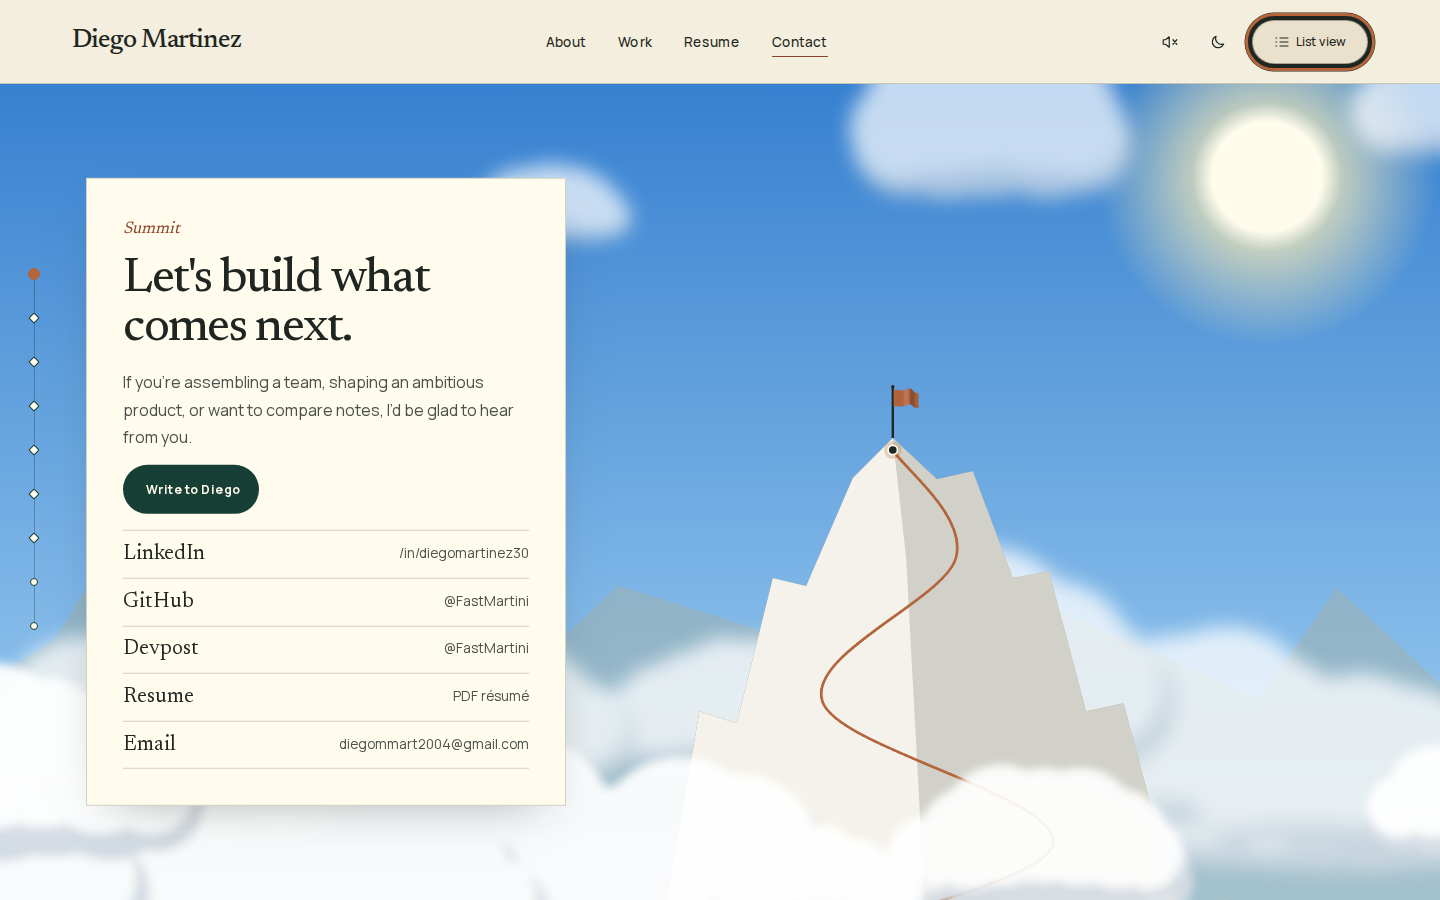 Diego Martinez
About
Work
Resume
Contact
List view
Summit
Let's build what
comes next.
If you're assembling a team, shaping an ambitious
product, or want to compare notes, I'd be glad to hear
from you.
Write to Diego
LinkedIn /in/diegomartinez30
GitHub @FastMartini
Devpost @FastMartini
Resume PDF résumé
Email diegommart2004@gmail.com